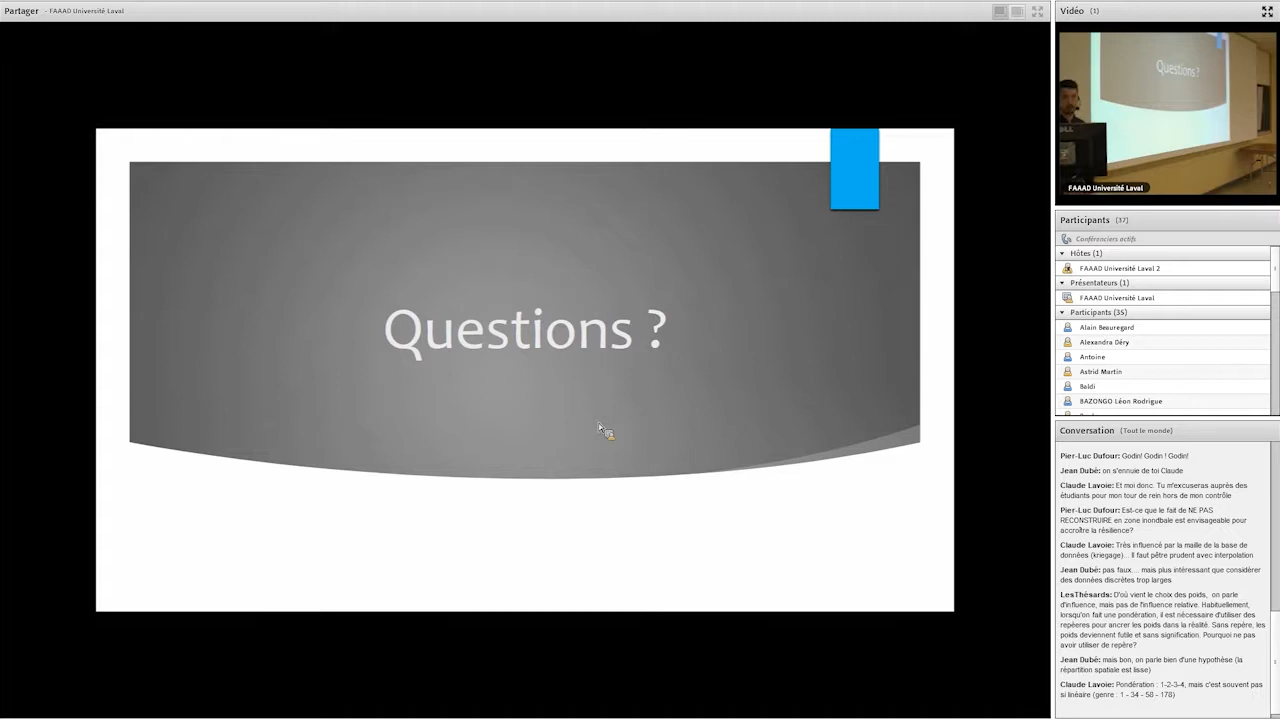 Partager - FAAAD Université Laval
Questions ?
Vidéo (1)
Questions ?
DELL
FAAAD Université Laval
Participants (37)
Conférenciers actifs
Hôtes (1)
FAAAD Université Laval 2
Présentateurs (1)
FAAAD Université Laval
Participants (35)
Alain Beauregard
Alexandra Déry
Antoine
Astrid Martin
Baldi
BAZONGO Léon Rodrigue
Conversation (Tout le monde)
Pier-Luc Dufour: Godin! Godin ! Godin!
Jean Dubé: on s'ennuie de toi Claude
Claude Lavoie: Et moi donc. Tu m'excuseras auprès des
étudiants pour mon tour de rein hors de mon contrôle
Pier-Luc Dufour: Est-ce que le fait de NE PAS
RECONSTRUIRE en zone inondbale est envisageable pour
accroître la résilience?
Claude Lavoie: Très influencé par la maille de la base de
données (kriegage)... Il faut pêtre prudent avec interpolation
Jean Dubé: pas faux.... mais plus intéressant que considérer
des données discrètes trop larges
LesThésards: D'où vient le choix des poids, on parle
d'influence, mais pas de l'influence relative. Habituellement,
lorsqu'on fait une pondération, il est nécessaire d'utiliser des
repèeres pour ancrer les poids dans la réalité. Sans repère, les
poids deviennent futile et sans signification. Pourquoi ne pas
avoir utiliser de repère?
Jean Dubé: mais bon, on parle bien d'une hypothèse (la
répartition spatiale est lisse)
Claude Lavoie: Pondération : 1-2-3-4, mais c'est souvent pas
si linéaire (genre : 1 - 34 - 58 - 178)